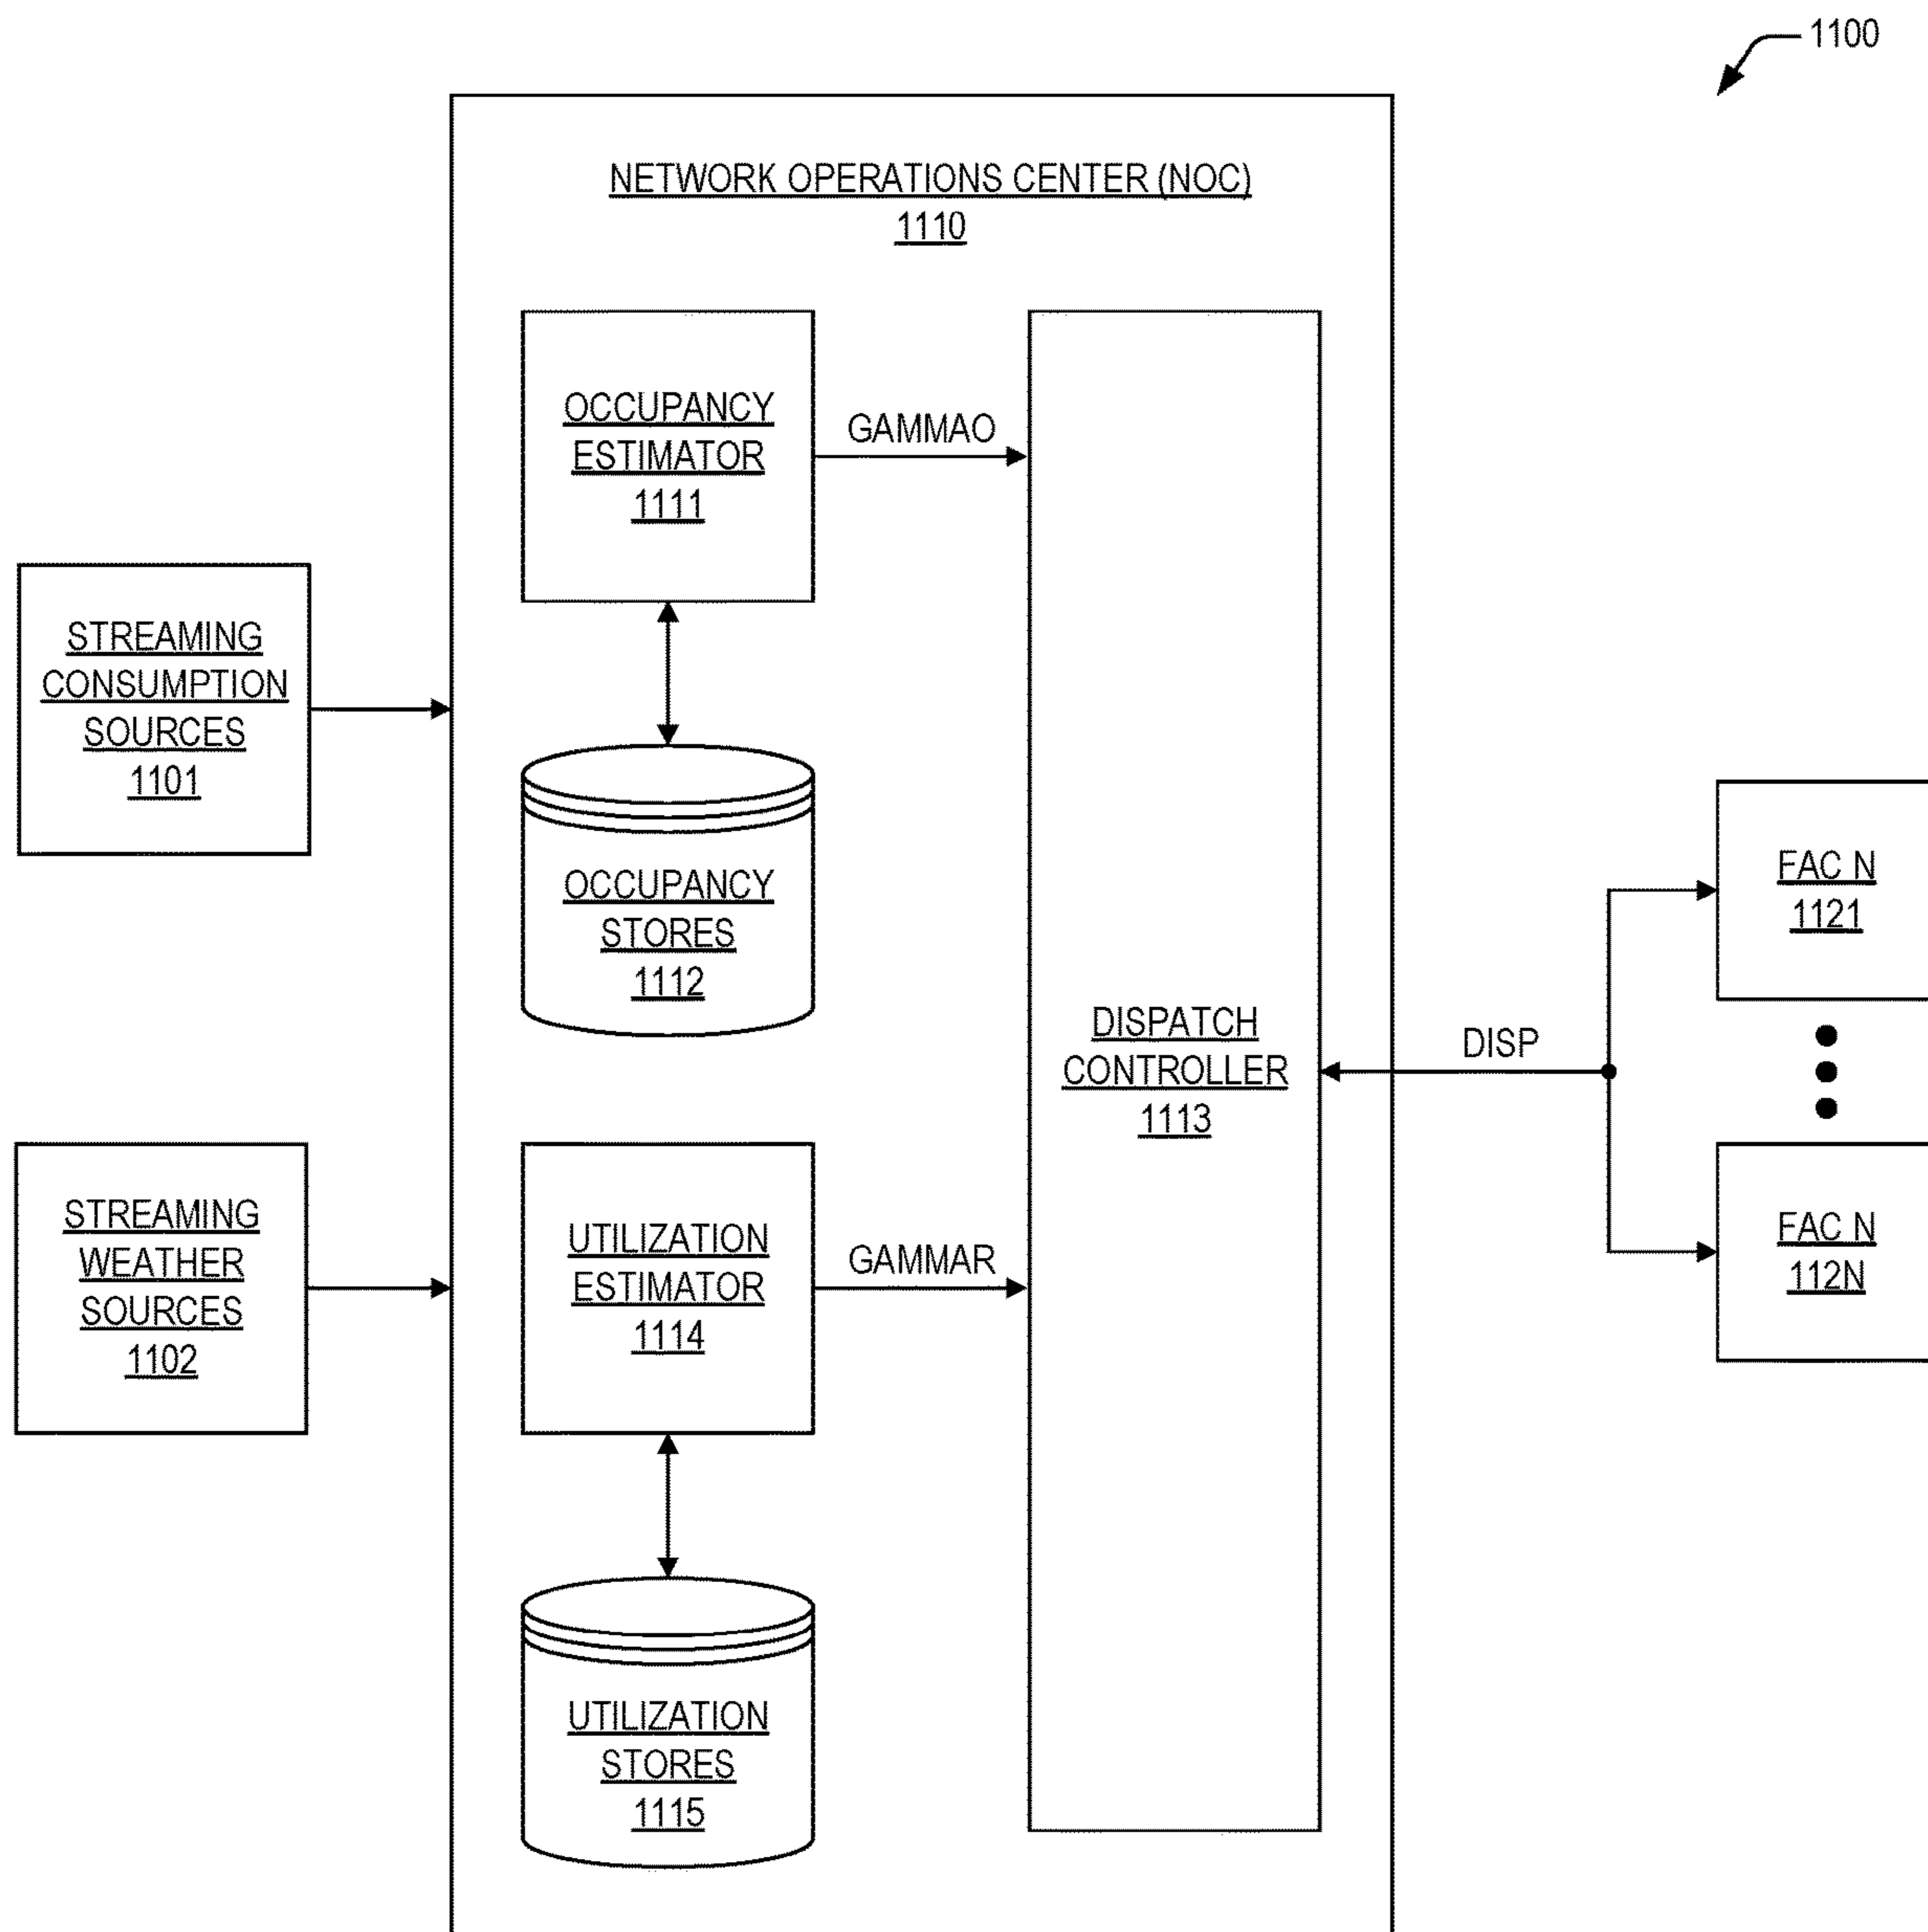 1100
NETWORK OPERATIONS CENTER (NOC)
1110
OCCUPANCY
ESTIMATOR
1111
GAMMAO
STREAMING
CONSUMPTION
SOURCES
1101
OCCUPANCY
STORES
1112
DISPATCH
CONTROLLER
1113
DISP
FAC N
1121
FAC N
112N
STREAMING
WEATHER
SOURCES
1102
UTILIZATION
ESTIMATOR
1114
GAMMAR
UTILIZATION
STORES
1115